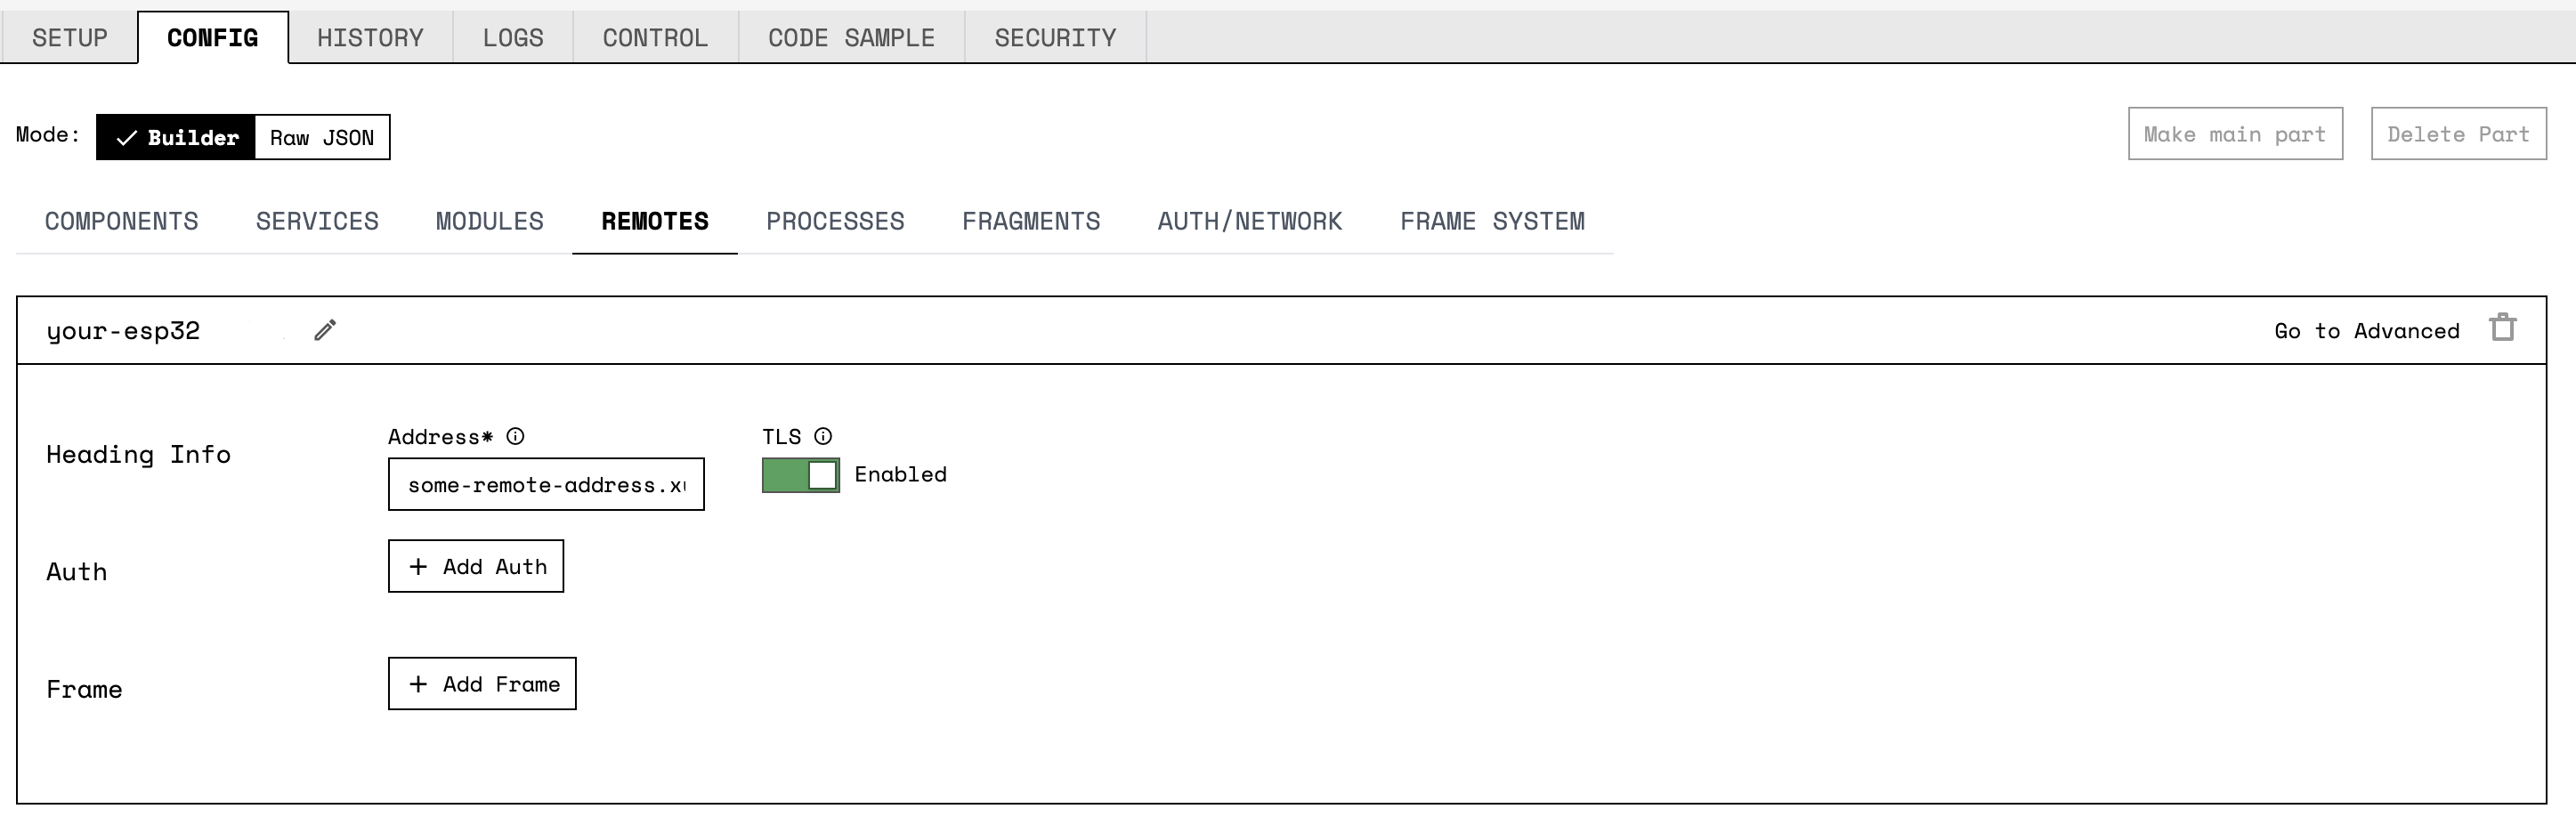 SETUP CONFIG HISTORY LOGS CONTROL CODE SAMPLE SECURITY
Mode: Builder Raw JSON Make main part Delete Part
COMPONENTS SERVICES MODULES REMOTES PROCESSES FRAGMENTS AUTH/NETWORK FRAME SYSTEM
your-esp32 Go to Advanced
Address* TLS
Heading Info
some-remote-address.x Enabled
Auth + Add Auth
Frame + Add Frame